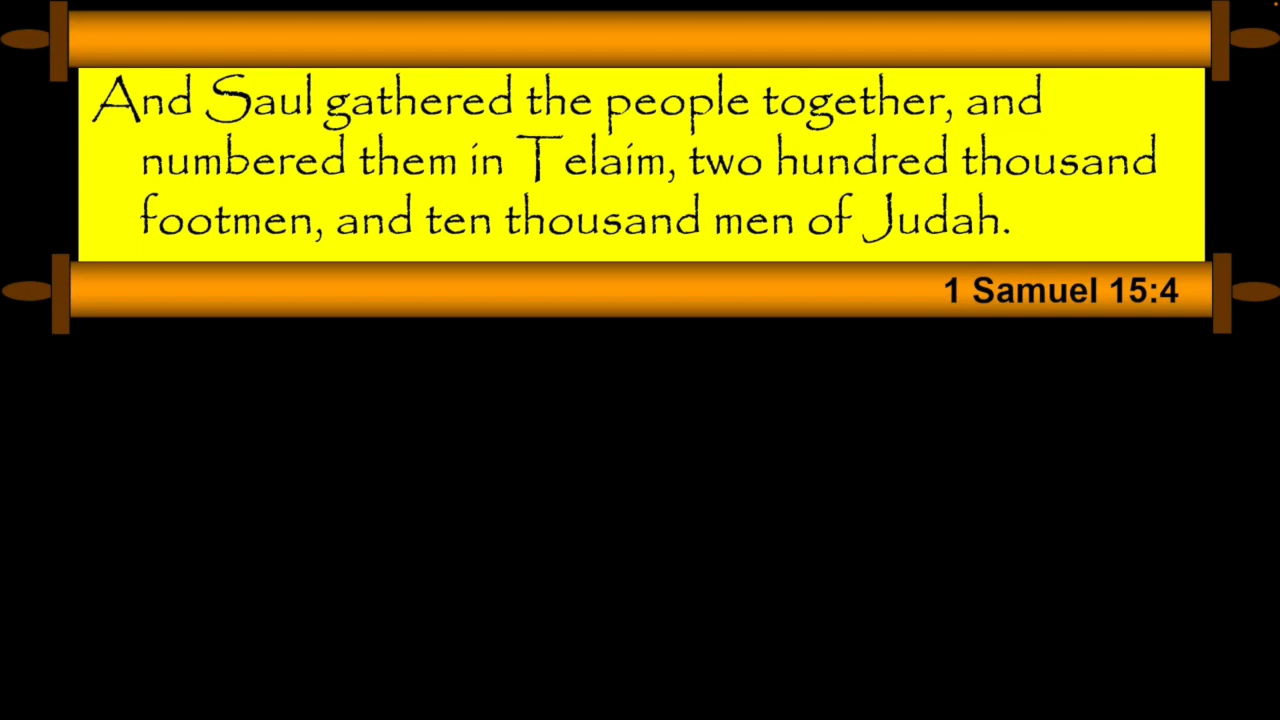 And Saul gathered the people together, and
numbered them in Telaim, two hundred thousand
footmen, and ten thousand men of Judah.
1 Samuel 15:4